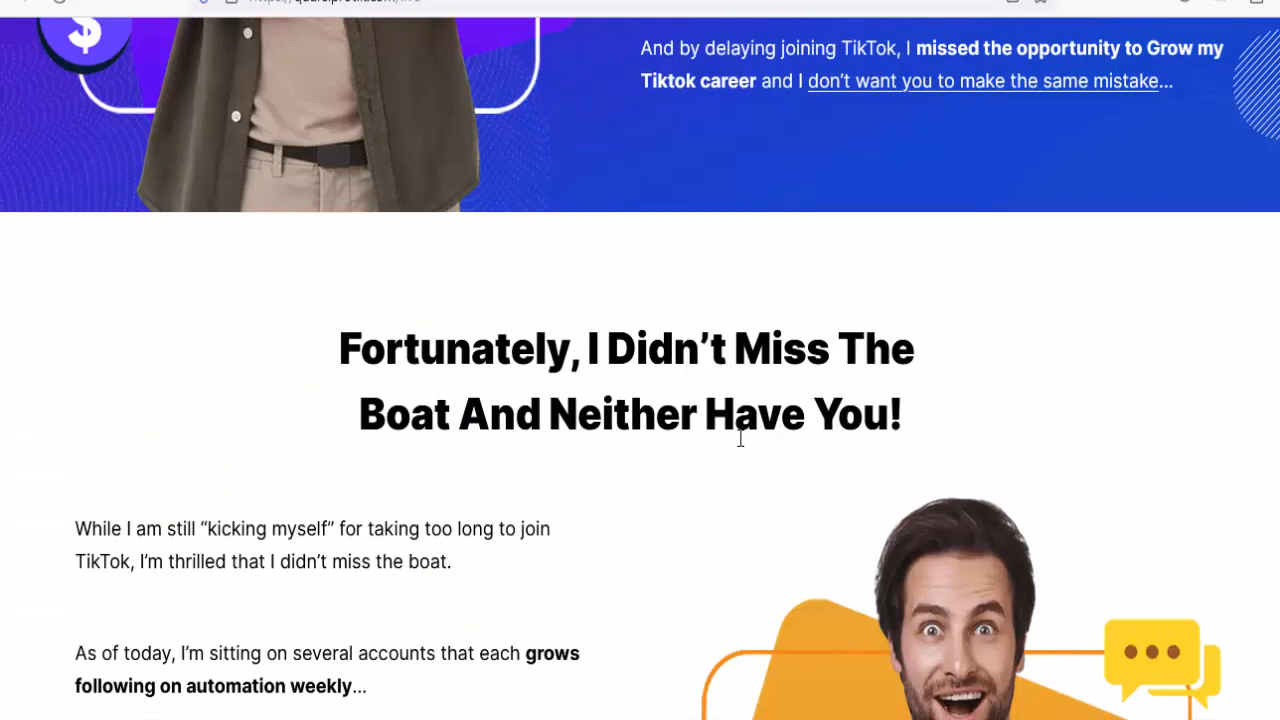 $
And by delaying joining TikTok, I missed the opportunity to Grow my
Tiktok career and I don’t want you to make the same mistake...
Fortunately, I Didn’t Miss The
Boat And Neither Have You!
While I am still “kicking myself” for taking too long to join
TikTok, I’m thrilled that I didn’t miss the boat.
As of today, I’m sitting on several accounts that each grows
following on automation weekly...